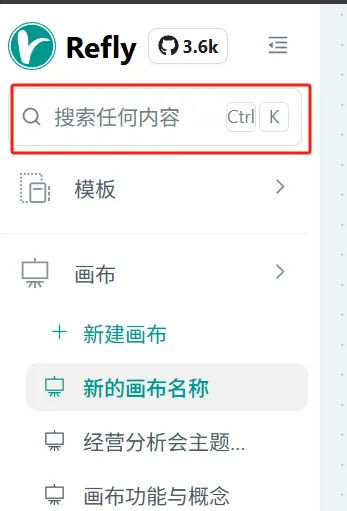 Refly 3.6k
搜索任何内容 Ctrl K
模板
画布
新建画布
新的画布名称
经营分析会主题...
画布功能与概念